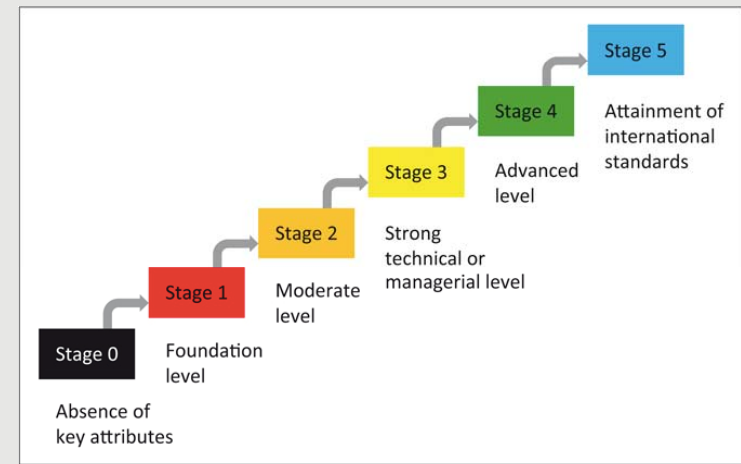 Stage 0
Absence of
key attributes
Stage 1
Foundation
level
Stage 2
Moderate
level
Stage 3
Strong
technical or
managerial level
Stage 4
Advanced
level
Stage 5
Attainment of
international
standards